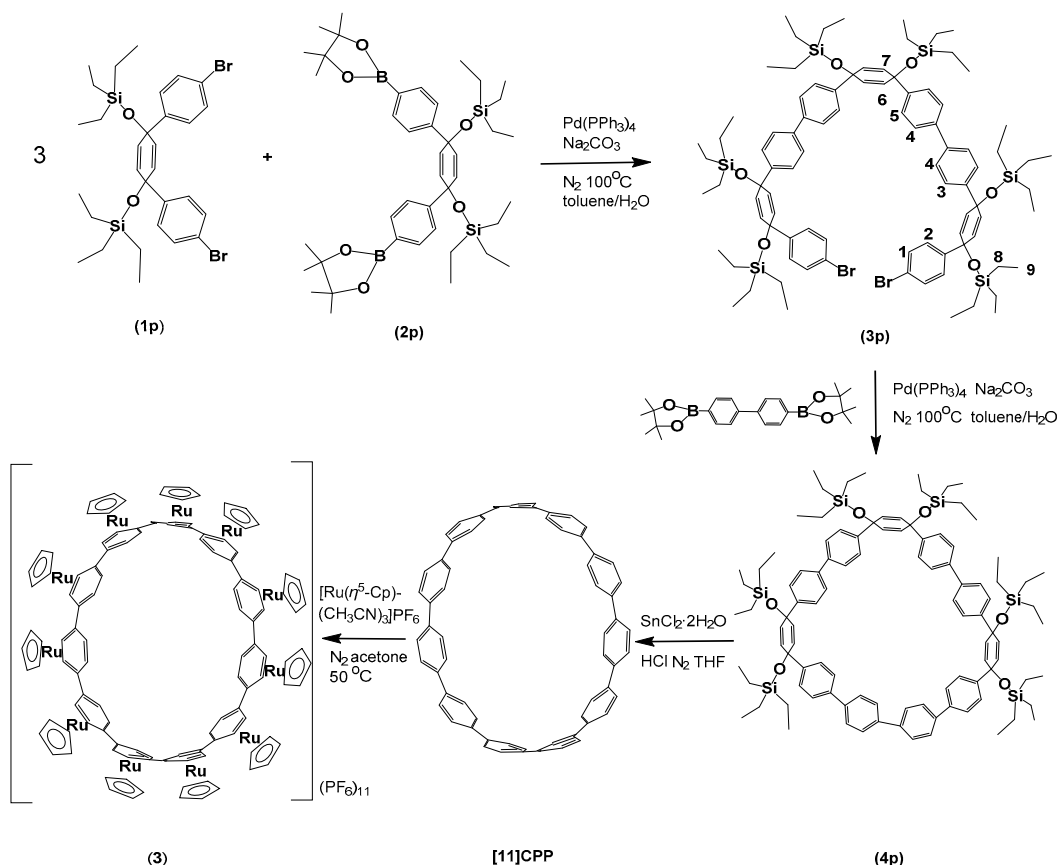 3
Si
O
Br
Si
O
Br
(1p)
+
O
B
O
O
Si
O
Si
O
B
O
(2p)
Pd(PPh3)4
Na2CO3
N2 100°C
toluene/H2O
Si
O
7
O
Si
6
5
4
4
3
Si
O
O
Si
2
1
Br
Br
O
Si
O
Si
8
9
(3p)
O
B
O
B
O
O
Pd(PPh3)4 Na2CO3
N2 100°C toluene/H2O
Si
O
O
Si
Si
O
O
Si
O
Si
O
Si
(4p)
SnCl2·2H2O
HCl N2 THF
[11]CPP
[Ru(η5-Cp)-
(CH3CN)3]PF6
N2 acetone
50 °C
Ru
Ru
Ru
Ru
Ru
Ru
Ru
Ru
Ru
Ru
Ru
(PF6)11
(3)